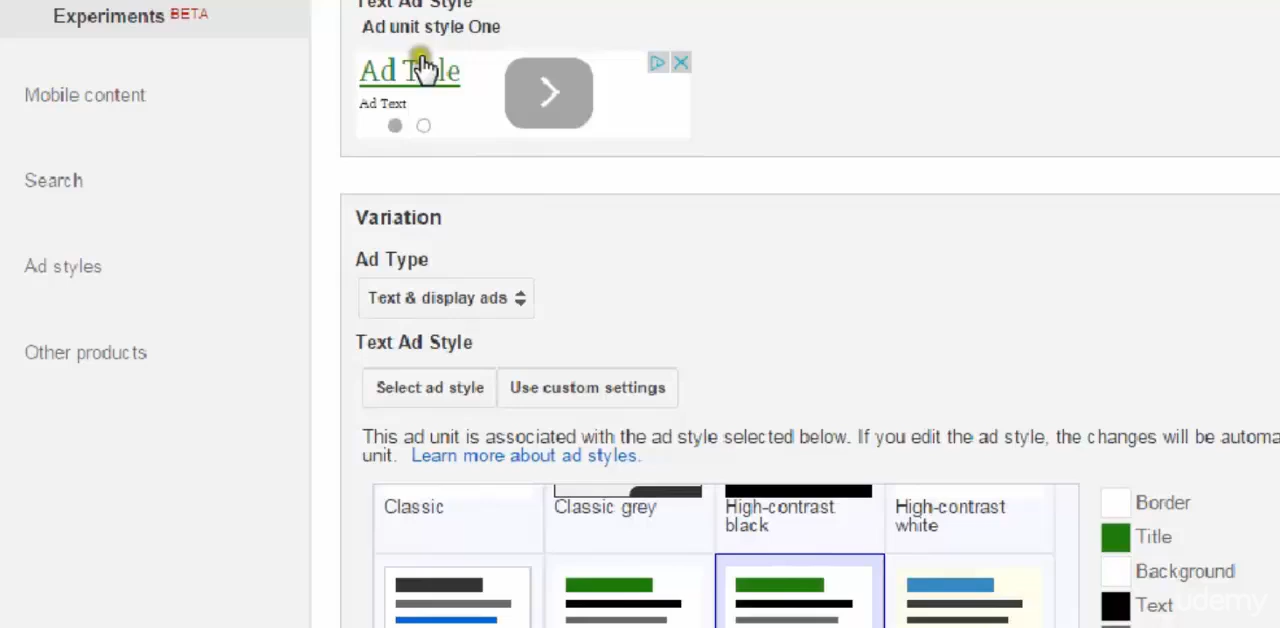 Experiments BETA
Mobile content
Search
Ad styles
Other products
Text Ad Style
Ad unit style One
Ad Title
Ad Text
Variation
Ad Type
Text & display ads
Text Ad Style
Select ad style
Use custom settings
This ad unit is associated with the ad style selected below. If you edit the ad style, the changes will be automa
unit. Learn more about ad styles.
Classic
Classic grey
High-contrast
black
High-contrast
white
Border
Title
Background
Text
udemy